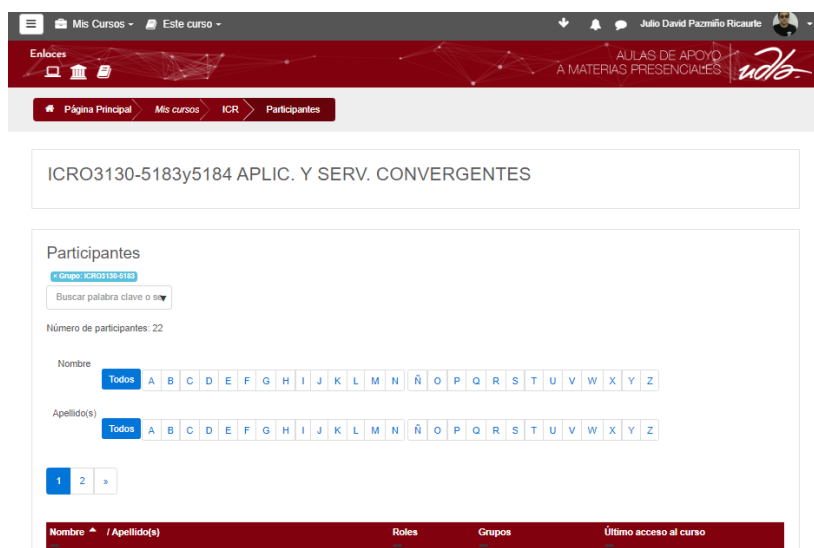 Mis Cursos Este curso Julio David Pazmiño Ricaurte
Enlaces
AULAS DE APOYO
A MATERIAS PRESENCIALES
udla-
Página Principal Mis cursos ICR Participantes
ICRO3130-5183y5184 APLIC. Y SERV. CONVERGENTES
Participantes
× Grupo: ICRO3130-5183
Buscar palabra clave o se
Número de participantes: 22
Nombre
Todos A B C D E F G H I J K L M N Ñ O P Q R S T U V W X Y Z
Apellido(s)
Todos A B C D E F G H I J K L M N Ñ O P Q R S T U V W X Y Z
1 2 »
Nombre / Apellido(s) Roles Grupos Último acceso al curso